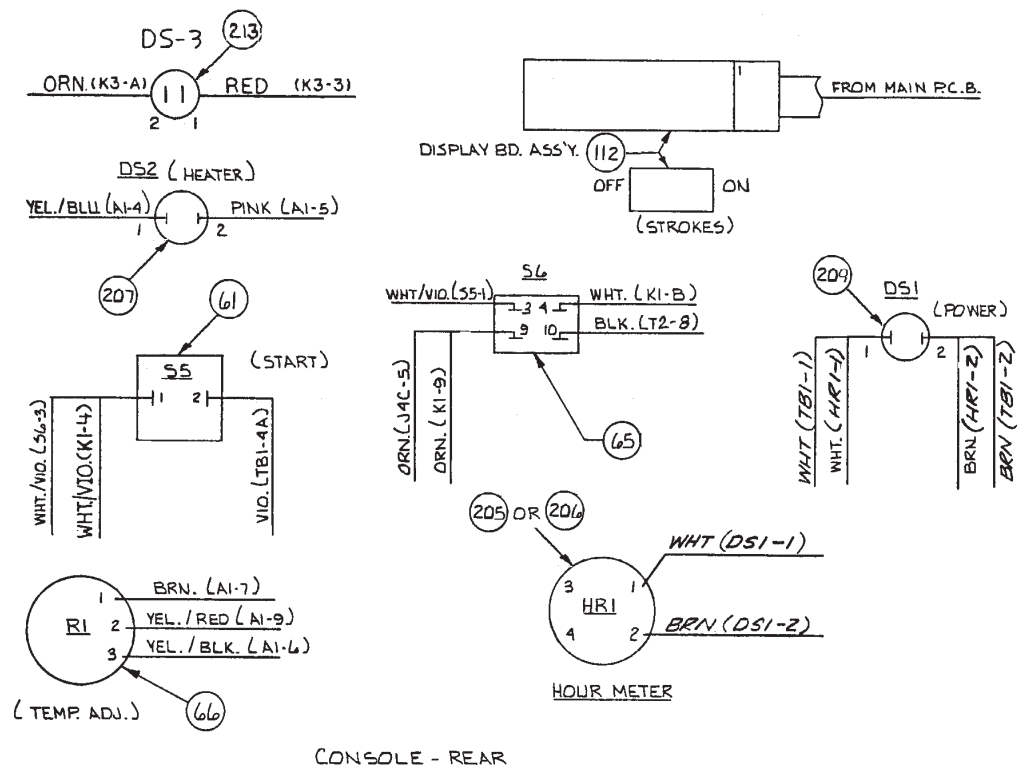 DS-3
213
ORN. (K3-A)
RED (K3-3)
2 1
1
FROM MAIN P.C.B.
DISPLAY BD. ASS'Y.
112
OFF ON
(STROKES)
DS2 (HEATER)
YEL./BLU (A1-4)
PINK (A1-5)
1 2
207
61
S5
(START)
1 2
WHT./VIO. (S6-3)
WHT./VIO. (K1-4)
VIO. (TB1-4A)
S6
WHT/VIO. (S5-1)
WHT. (K1-B)
3 4
BLK. (T2-8)
9 10
ORN. (J4C-5)
ORN. (K1-9)
65
209
DS1
(POWER)
1 2
WHT (TB1-1)
WHT. (HR1-1)
BRN (HR1-2)
BRN (TB1-2)
205 OR 206
WHT (DS1-1)
3 1
HR1
4 2
BRN (DS1-2)
HOUR METER
BRN. (A1-7)
1
R1
2
YEL./RED (A1-9)
YEL./BLK. (A1-6)
3
(TEMP. ADJ.)
66
CONSOLE - REAR